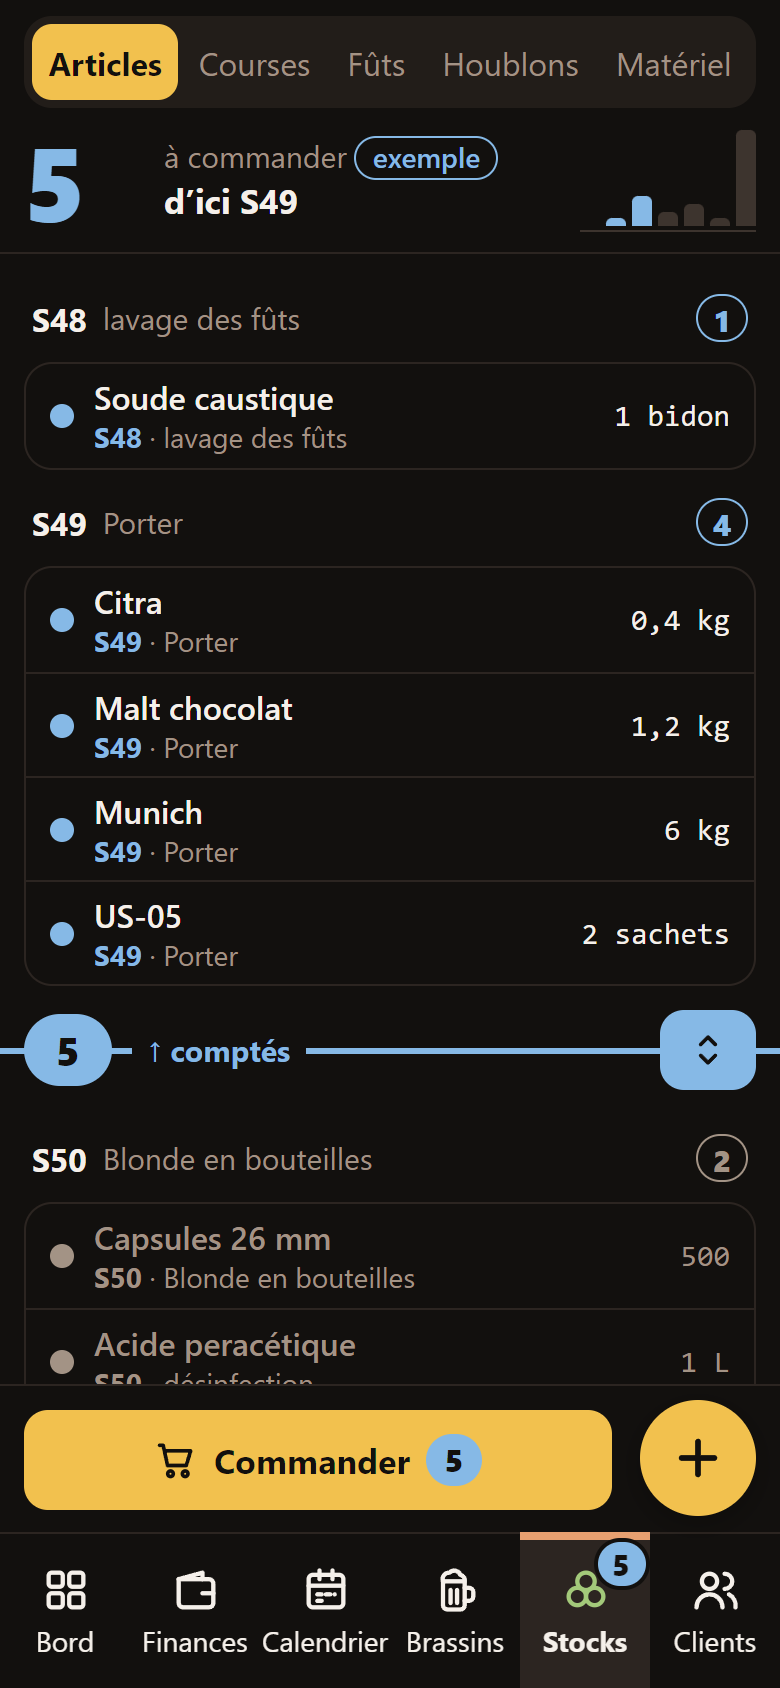 Articles Courses Fûts Houblons Matériel
5 à commander exemple
d’ici S49
S48 lavage des fûts 1
Soude caustique 1 bidon
S48 · lavage des fûts
S49 Porter 4
Citra 0,4 kg
S49 · Porter
Malt chocolat 1,2 kg
S49 · Porter
Munich 6 kg
S49 · Porter
US-05 2 sachets
S49 · Porter
5 ↑ comptés
S50 Blonde en bouteilles 2
Capsules 26 mm 500
S50 · Blonde en bouteilles
Acide peracétique 1 L
S50 · désinfection
Commander 5
5
Bord Finances Calendrier Brassins Stocks Clients